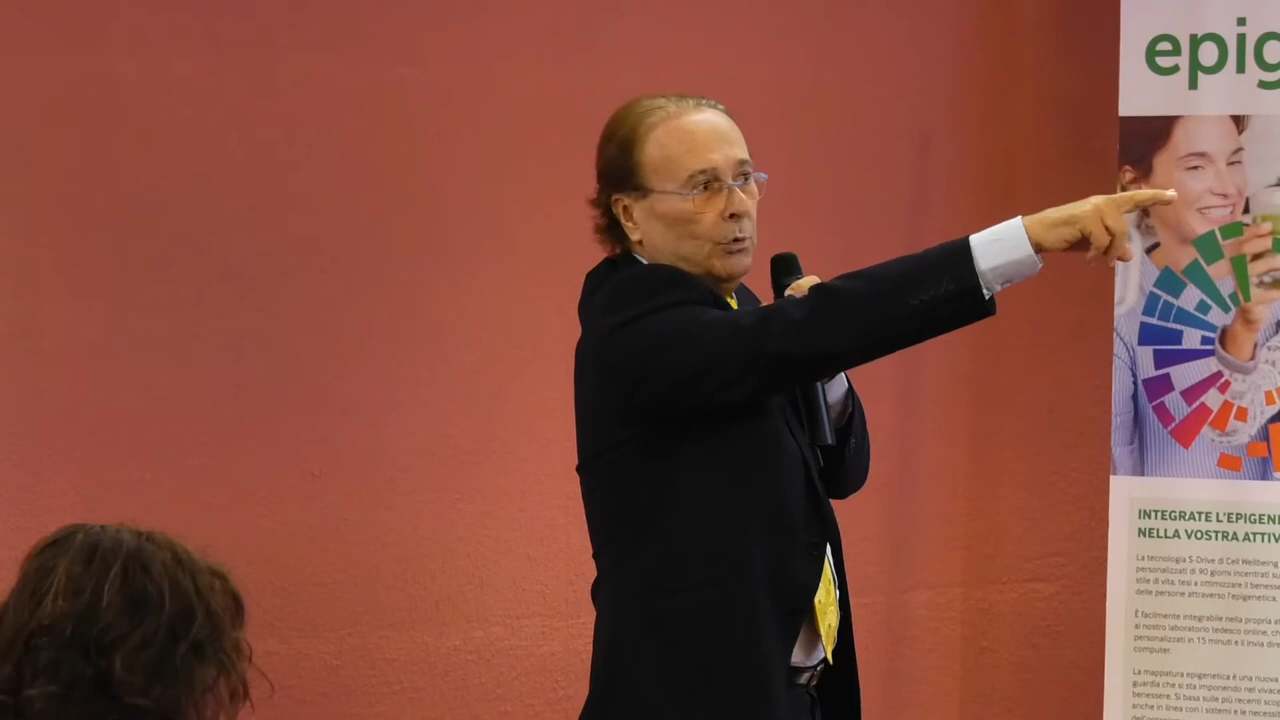 epig
INTEGRATE L'EPIGEN
NELLA VOSTRA ATTIV
La tecnologia S-Drive di Cell Wellbeing
personalizzati di 90 giorni incentrati su
stile di vita, tesi a ottimizzare il benesse
delle persone attraverso l'epigenetica.
È facilmente integrabile nella propria at
al nostro laboratorio tedesco online, ch
personalizzati in 15 minuti e il invia dire
computer.
La mappatura epigenetica è una nuova
guardia che si sta imponendo nel vivace
benessere. Si basa sulle più recenti scop
anche in linea con i sistemi e le necessit